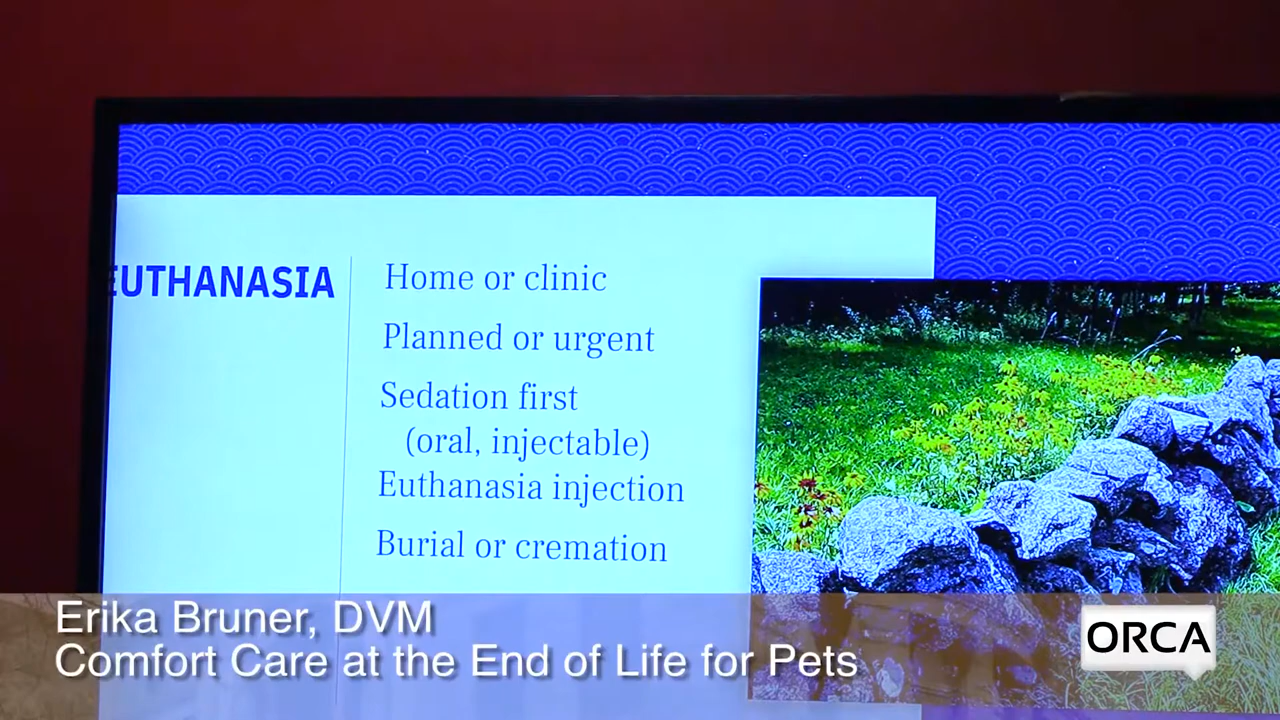 EUTHANASIA
Home or clinic
Planned or urgent
Sedation first
(oral, injectable)
Euthanasia injection
Burial or cremation
Erika Bruner, DVM
Comfort Care at the End of Life for Pets
ORCA